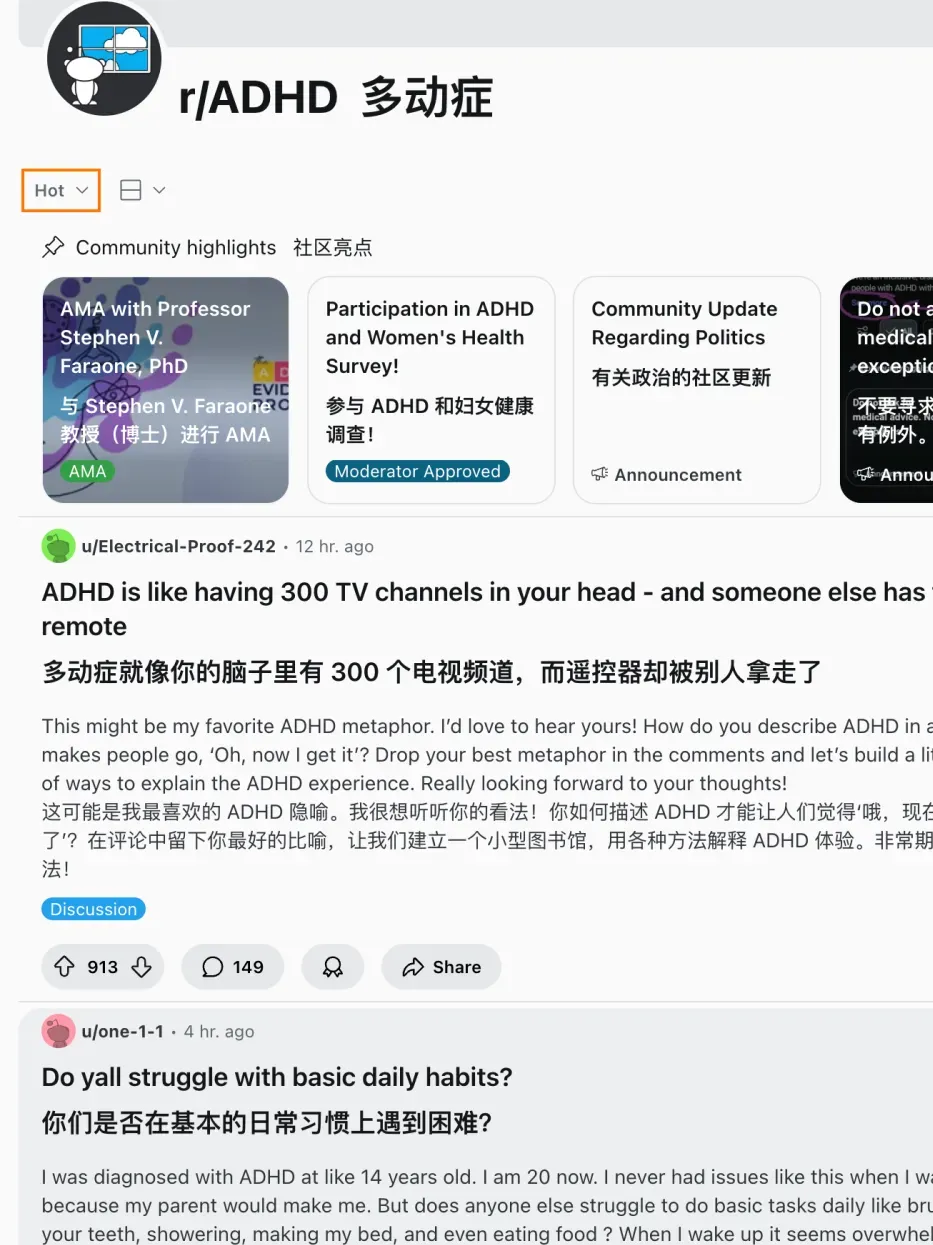 r/ADHD 多动症
Hot
Community highlights 社区亮点
AMA with Professor
Stephen V.
Faraone, PhD
与 Stephen V. Faraone
教授（博士）进行 AMA
AMA
Participation in ADHD
and Women's Health
Survey!
参与 ADHD 和妇女健康
调查！
Moderator Approved
Community Update
Regarding Politics
有关政治的社区更新
Announcement
Do not a
medical
exceptio
不要寻求
有例外。
Annou
u/Electrical-Proof-242 · 12 hr. ago
ADHD is like having 300 TV channels in your head - and someone else has
remote
多动症就像你的脑子里有 300 个电视频道，而遥控器却被别人拿走了
This might be my favorite ADHD metaphor. I’d love to hear yours! How do you describe ADHD in a
makes people go, ‘Oh, now I get it’? Drop your best metaphor in the comments and let’s build a lit
of ways to explain the ADHD experience. Really looking forward to your thoughts!
这可能是我最喜欢的 ADHD 隐喻。我很想听听你的看法！你如何描述 ADHD 才能让人们觉得‘哦，现在
了’？在评论中留下你最好的比喻，让我们建立一个小型图书馆，用各种方法解释 ADHD 体验。非常期
法！
Discussion
913
149
Share
u/one-1-1 · 4 hr. ago
Do yall struggle with basic daily habits?
你们是否在基本的日常习惯上遇到困难?
I was diagnosed with ADHD at like 14 years old. I am 20 now. I never had issues like this when I wa
because my parent would make me. But does anyone else struggle to do basic tasks daily like bru
your teeth, showering, making my bed, and even eating food ? When I wake up it seems overwhel